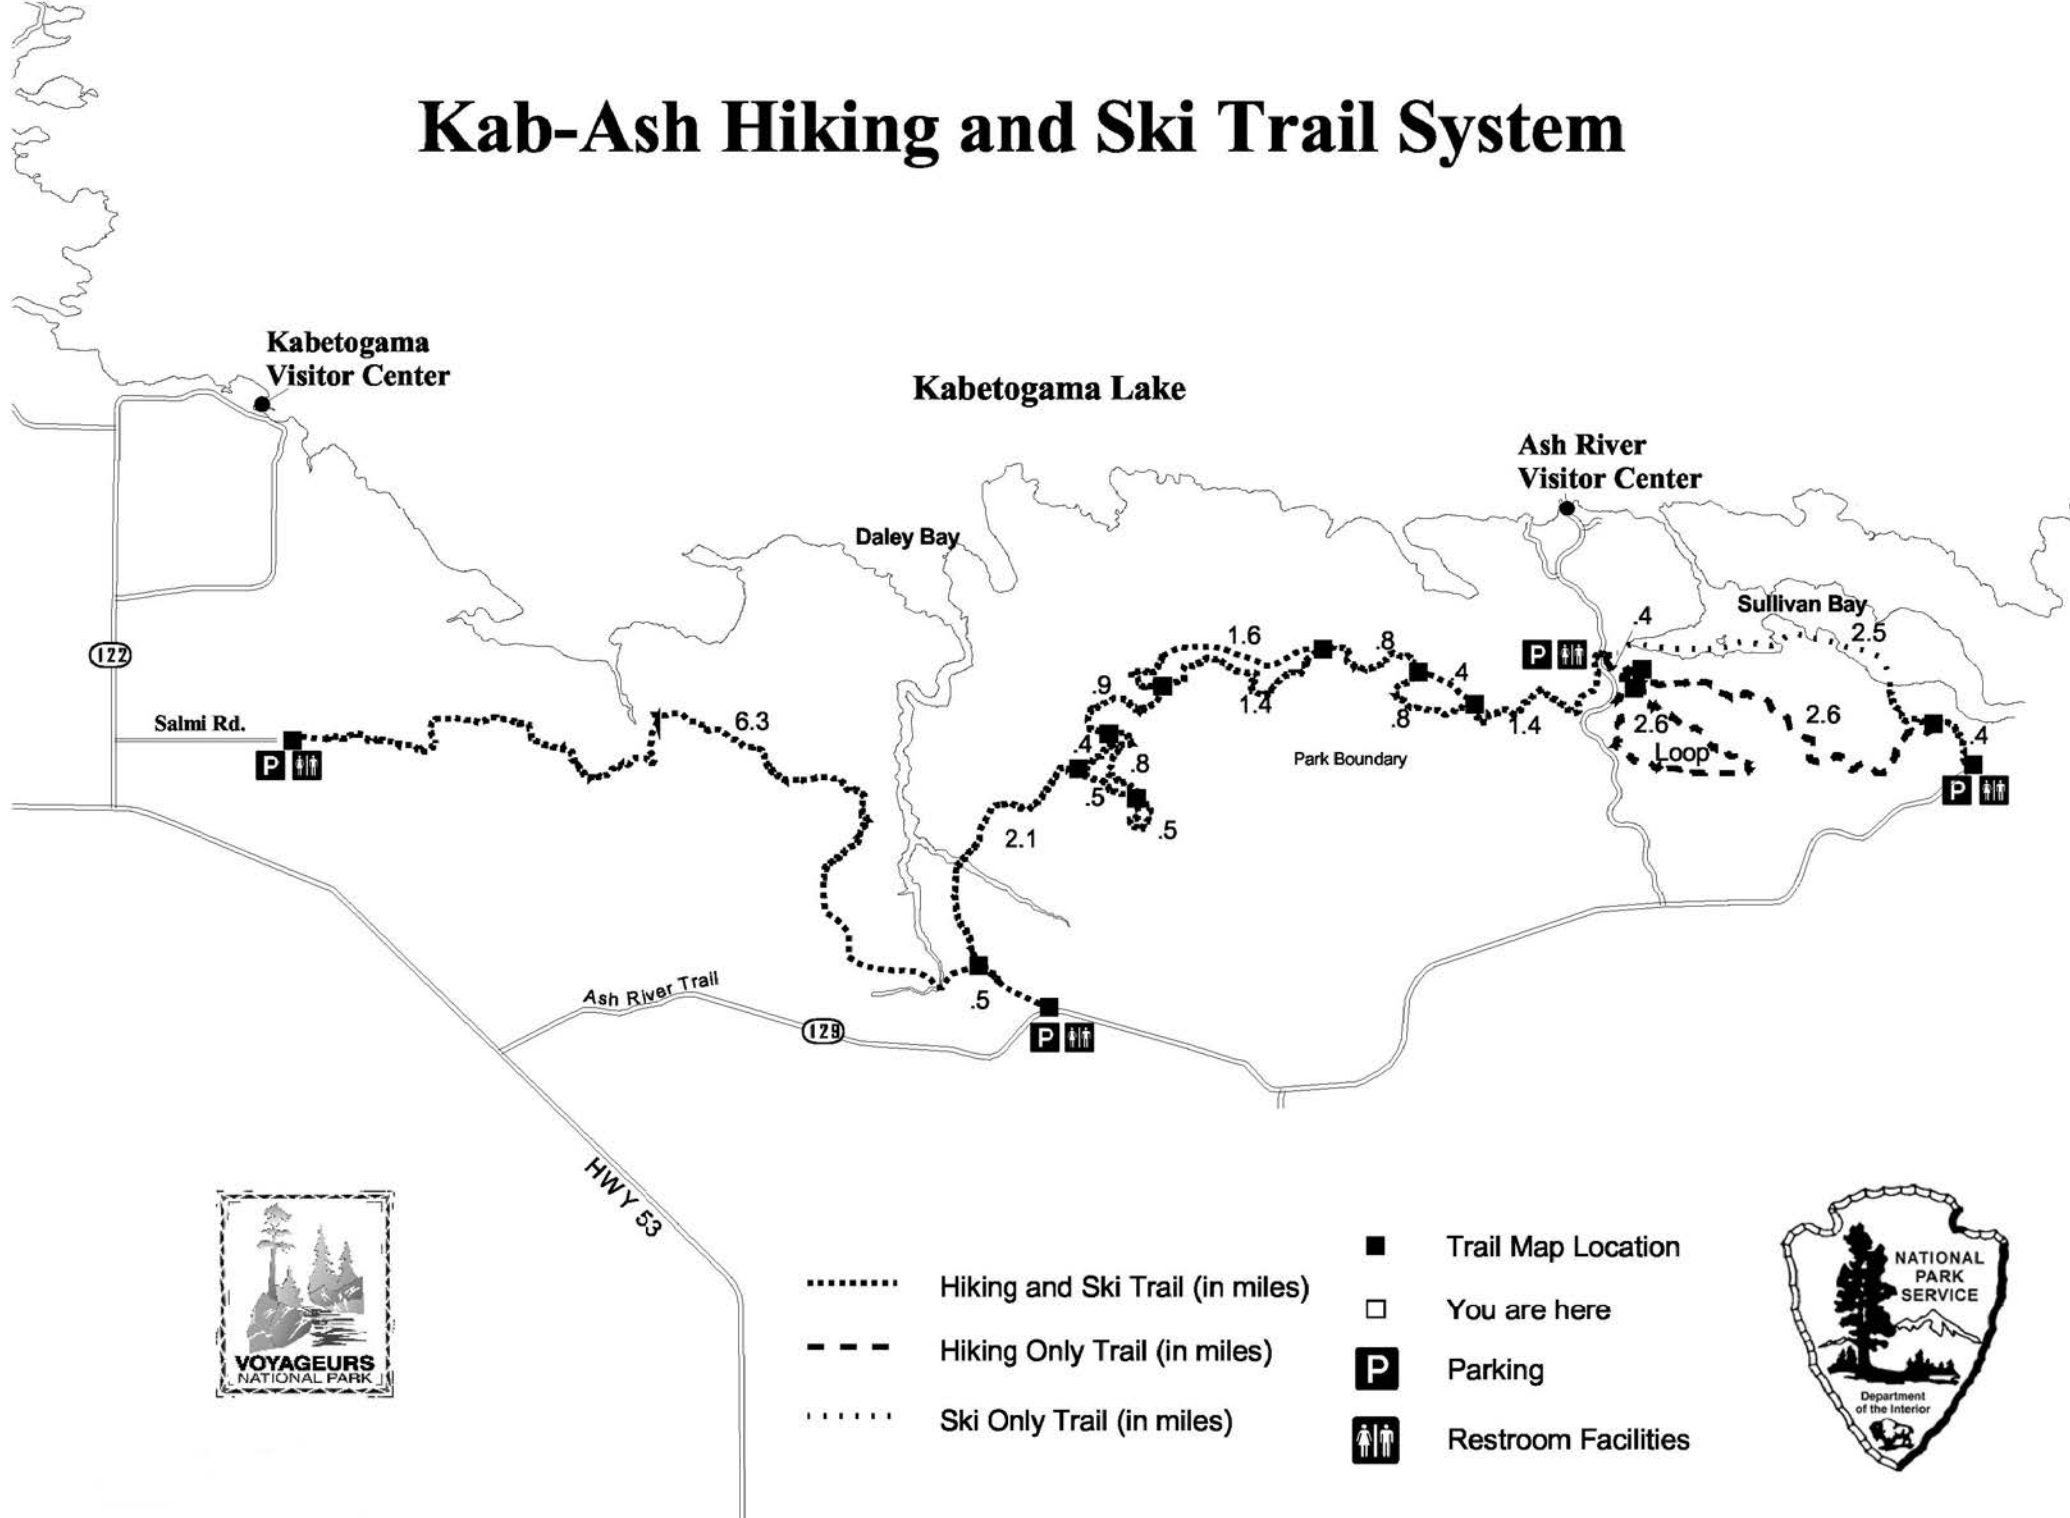 Kab-Ash Hiking and Ski Trail System
Kabetogama
Visitor Center
Kabetogama Lake
Ash River
Visitor Center
Daley Bay
Sullivan Bay
.4
2.5
1.6
.8
122
.9
.4
Salmi Rd.
6.3
1.4
.8
1.4
2.6
2.6
Loop
.4
P
P
.4
.8
Park Boundary
.5
.5
P
2.1
Ash River Trail
.5
129
P
HWY 53
Hiking and Ski Trail (in miles)
Hiking Only Trail (in miles)
Ski Only Trail (in miles)
Trail Map Location
You are here
P
Parking
Restroom Facilities
VOYAGEURS
NATIONAL PARK
NATIONAL
PARK
SERVICE
Department
of the Interior